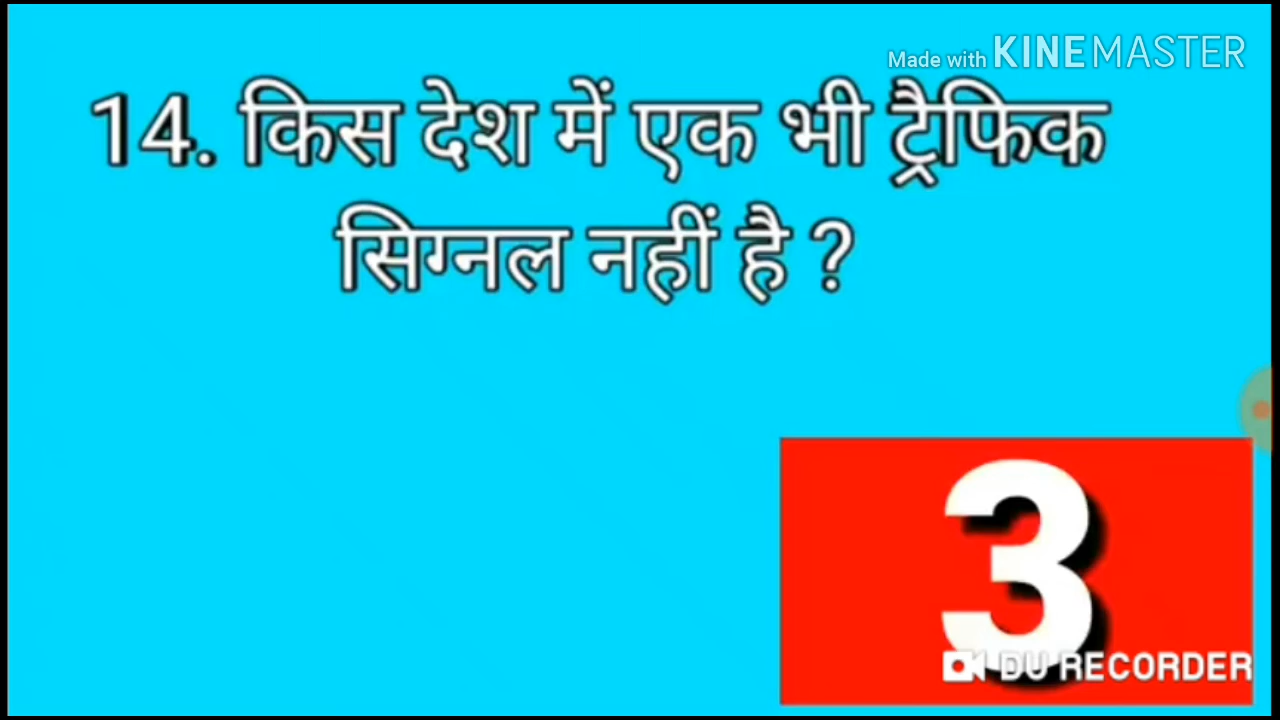 Made with KINEMASTER
14. किस देश में एक भी ट्रैफिक
सिग्नल नहीं है ?
3
DU RECORDER